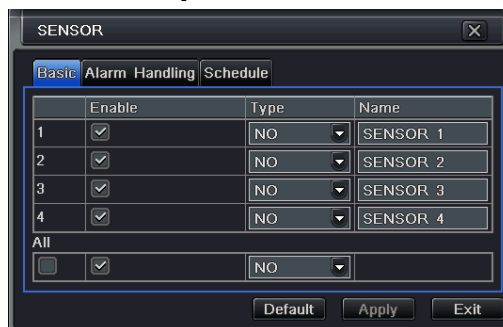 SENSOR
Basic Alarm Handling Schedule
Enable Type Name
1 NO SENSOR 1
2 NO SENSOR 2
3 NO SENSOR 3
4 NO SENSOR 4
All
NO
Default Apply Exit